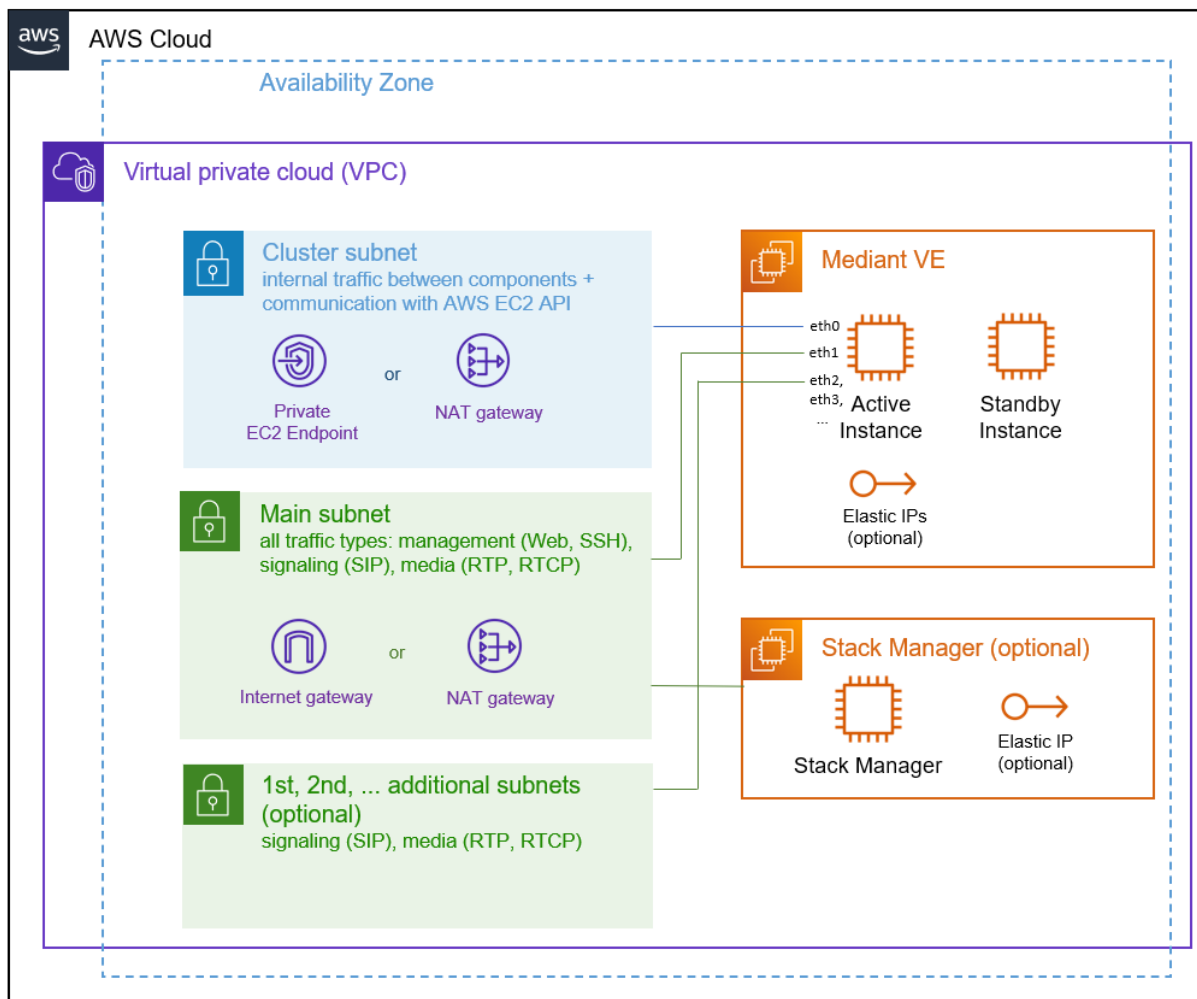 aws
AWS Cloud
Availability Zone
Virtual private cloud (VPC)
Cluster subnet
internal traffic between components +
communication with AWS EC2 API
Private
EC2 Endpoint
or
NAT gateway
Main subnet
all traffic types: management (Web, SSH),
signaling (SIP), media (RTP, RTCP)
Internet gateway
or
NAT gateway
1st, 2nd, ... additional subnets
(optional)
signaling (SIP), media (RTP, RTCP)
Mediant VE
eth0
eth1
eth2,
eth3,
...
Active
Instance
Standby
Instance
Elastic IPs
(optional)
Stack Manager (optional)
Stack Manager
Elastic IP
(optional)